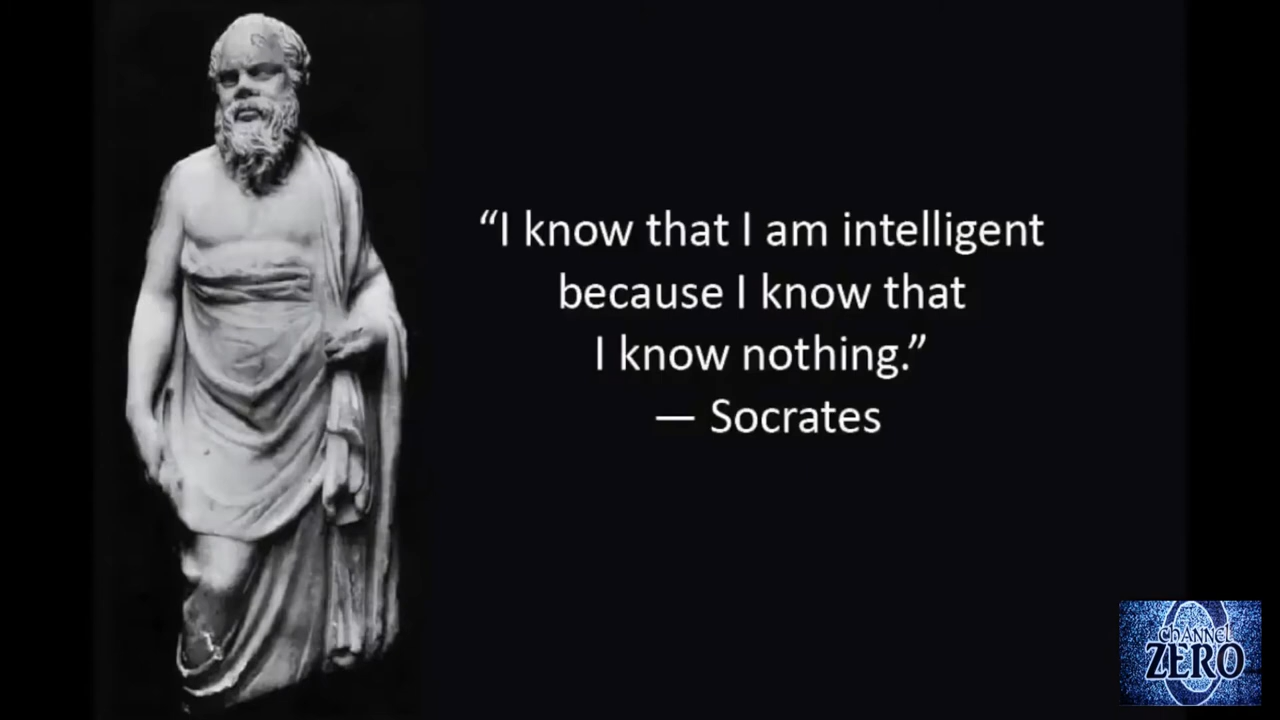 “I know that I am intelligent
because I know that
I know nothing.”
— Socrates
ChANNEL
ZERO